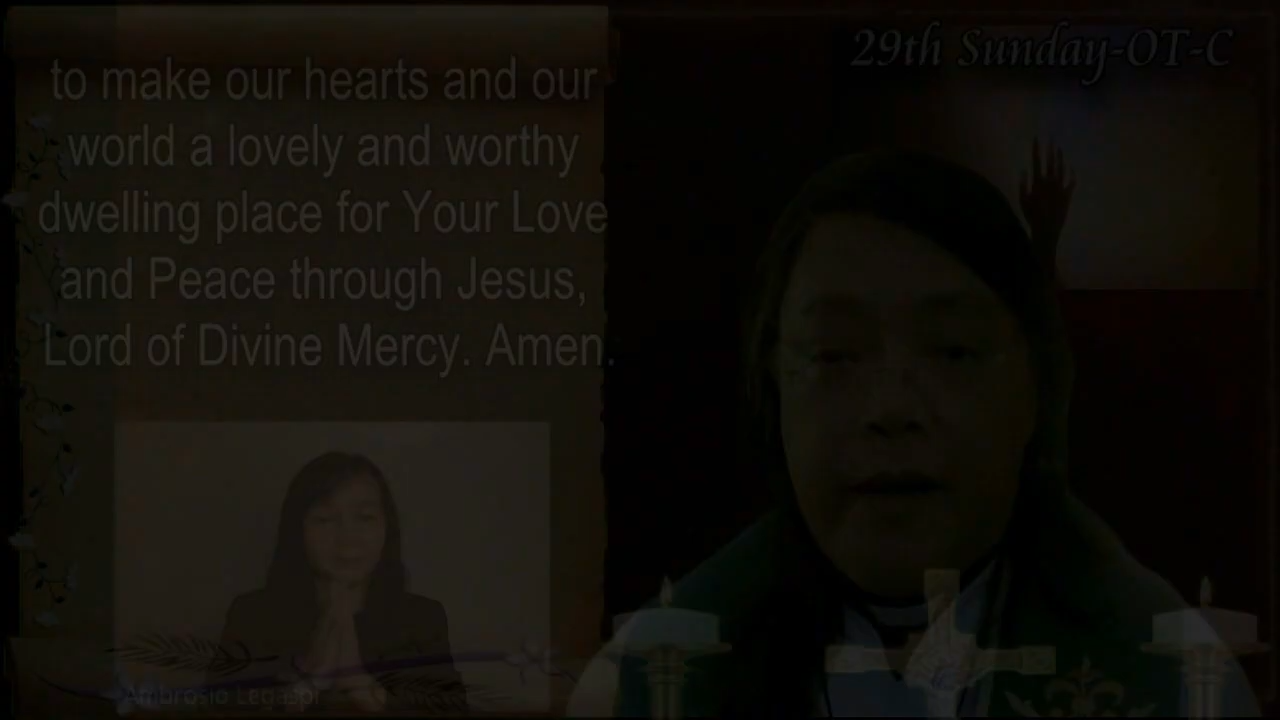 29th Sunday-OT-C
to make our hearts and our
world a lovely and worthy
dwelling place for Your Love
and Peace through Jesus,
Lord of Divine Mercy. Amen.
Ambrosio Legaspi